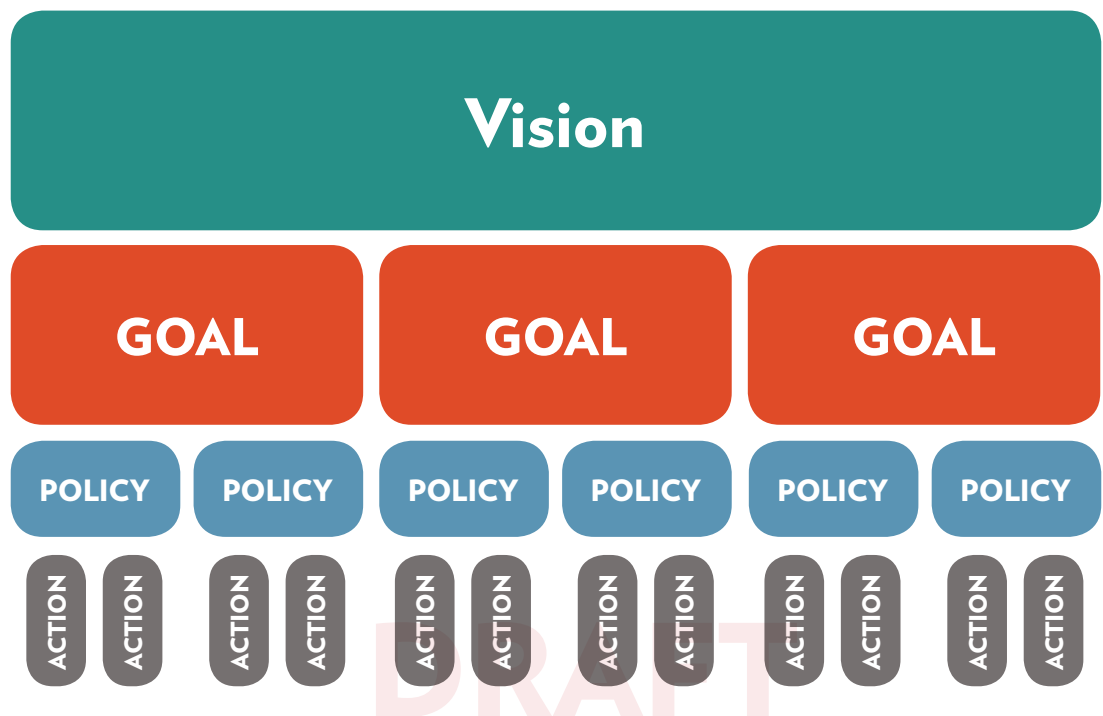 Vision
GOAL GOAL GOAL
POLICY POLICY POLICY POLICY POLICY POLICY
ACTION ACTION ACTION ACTION ACTION ACTION ACTION ACTION ACTION ACTION ACTION ACTION
DRAFT